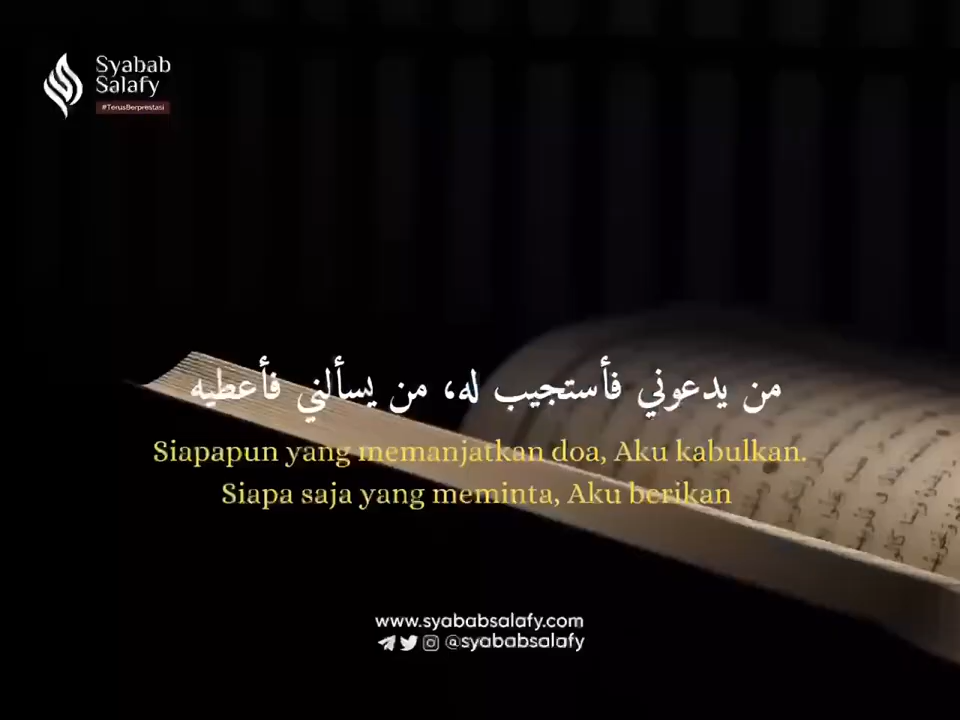 Syabab
Salafy
#TerusBerprestasi
من يدعوني فأستجيب له، من يسألني فأعطيه
Siapapun yang memanjatkan doa, Aku kabulkan.
Siapa saja yang meminta, Aku berikan
www.syababsalafy.com
@syababsalafy